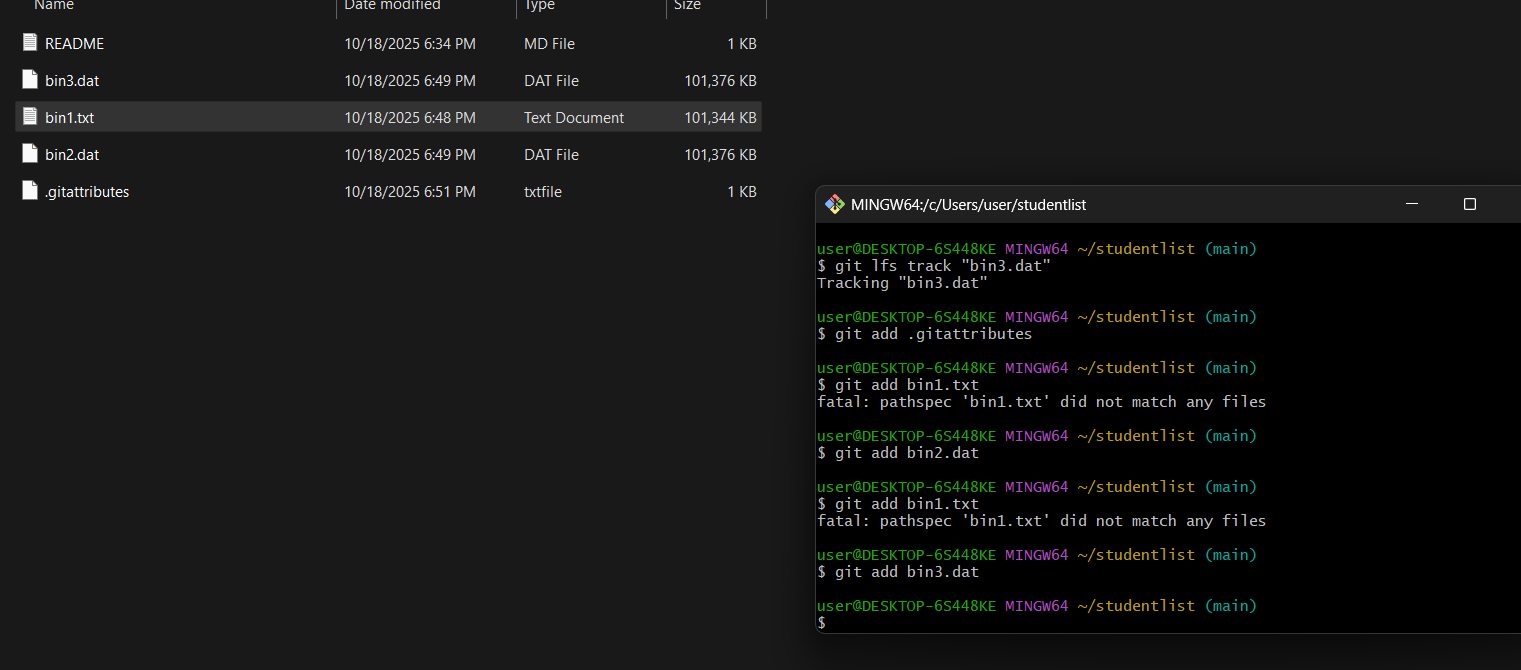 Name Date modified Type Size
README 10/18/2025 6:34 PM MD File 1 KB
bin3.dat 10/18/2025 6:49 PM DAT File 101,376 KB
bin1.txt 10/18/2025 6:48 PM Text Document 101,344 KB
bin2.dat 10/18/2025 6:49 PM DAT File 101,376 KB
.gitattributes 10/18/2025 6:51 PM txtfile 1 KB
MINGW64:/c/Users/user/studentlist
user@DESKTOP-6S448KE MINGW64 ~/studentlist (main)
$ git lfs track "bin3.dat"
Tracking "bin3.dat"
user@DESKTOP-6S448KE MINGW64 ~/studentlist (main)
$ git add .gitattributes
user@DESKTOP-6S448KE MINGW64 ~/studentlist (main)
$ git add bin1.txt
fatal: pathspec 'bin1.txt' did not match any files
user@DESKTOP-6S448KE MINGW64 ~/studentlist (main)
$ git add bin2.dat
user@DESKTOP-6S448KE MINGW64 ~/studentlist (main)
$ git add bin1.txt
fatal: pathspec 'bin1.txt' did not match any files
user@DESKTOP-6S448KE MINGW64 ~/studentlist (main)
$ git add bin3.dat
user@DESKTOP-6S448KE MINGW64 ~/studentlist (main)
$